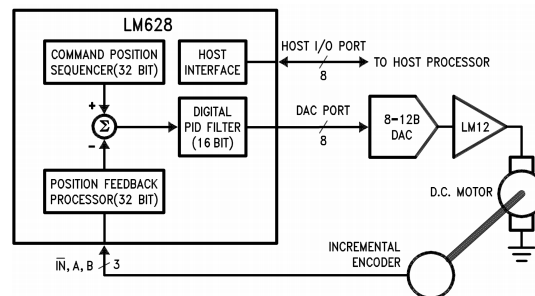 LM628
COMMAND POSITION
SEQUENCER(32 BIT)
HOST
INTERFACE
HOST I/O PORT
8
TO HOST PROCESSOR
+
Σ
−
DIGITAL
PID FILTER
(16 BIT)
DAC PORT
8
8-12B
DAC
LM12
POSITION FEEDBACK
PROCESSOR(32 BIT)
D.C. MOTOR
INCREMENTAL
ENCODER
I̅N̅, A, B
3